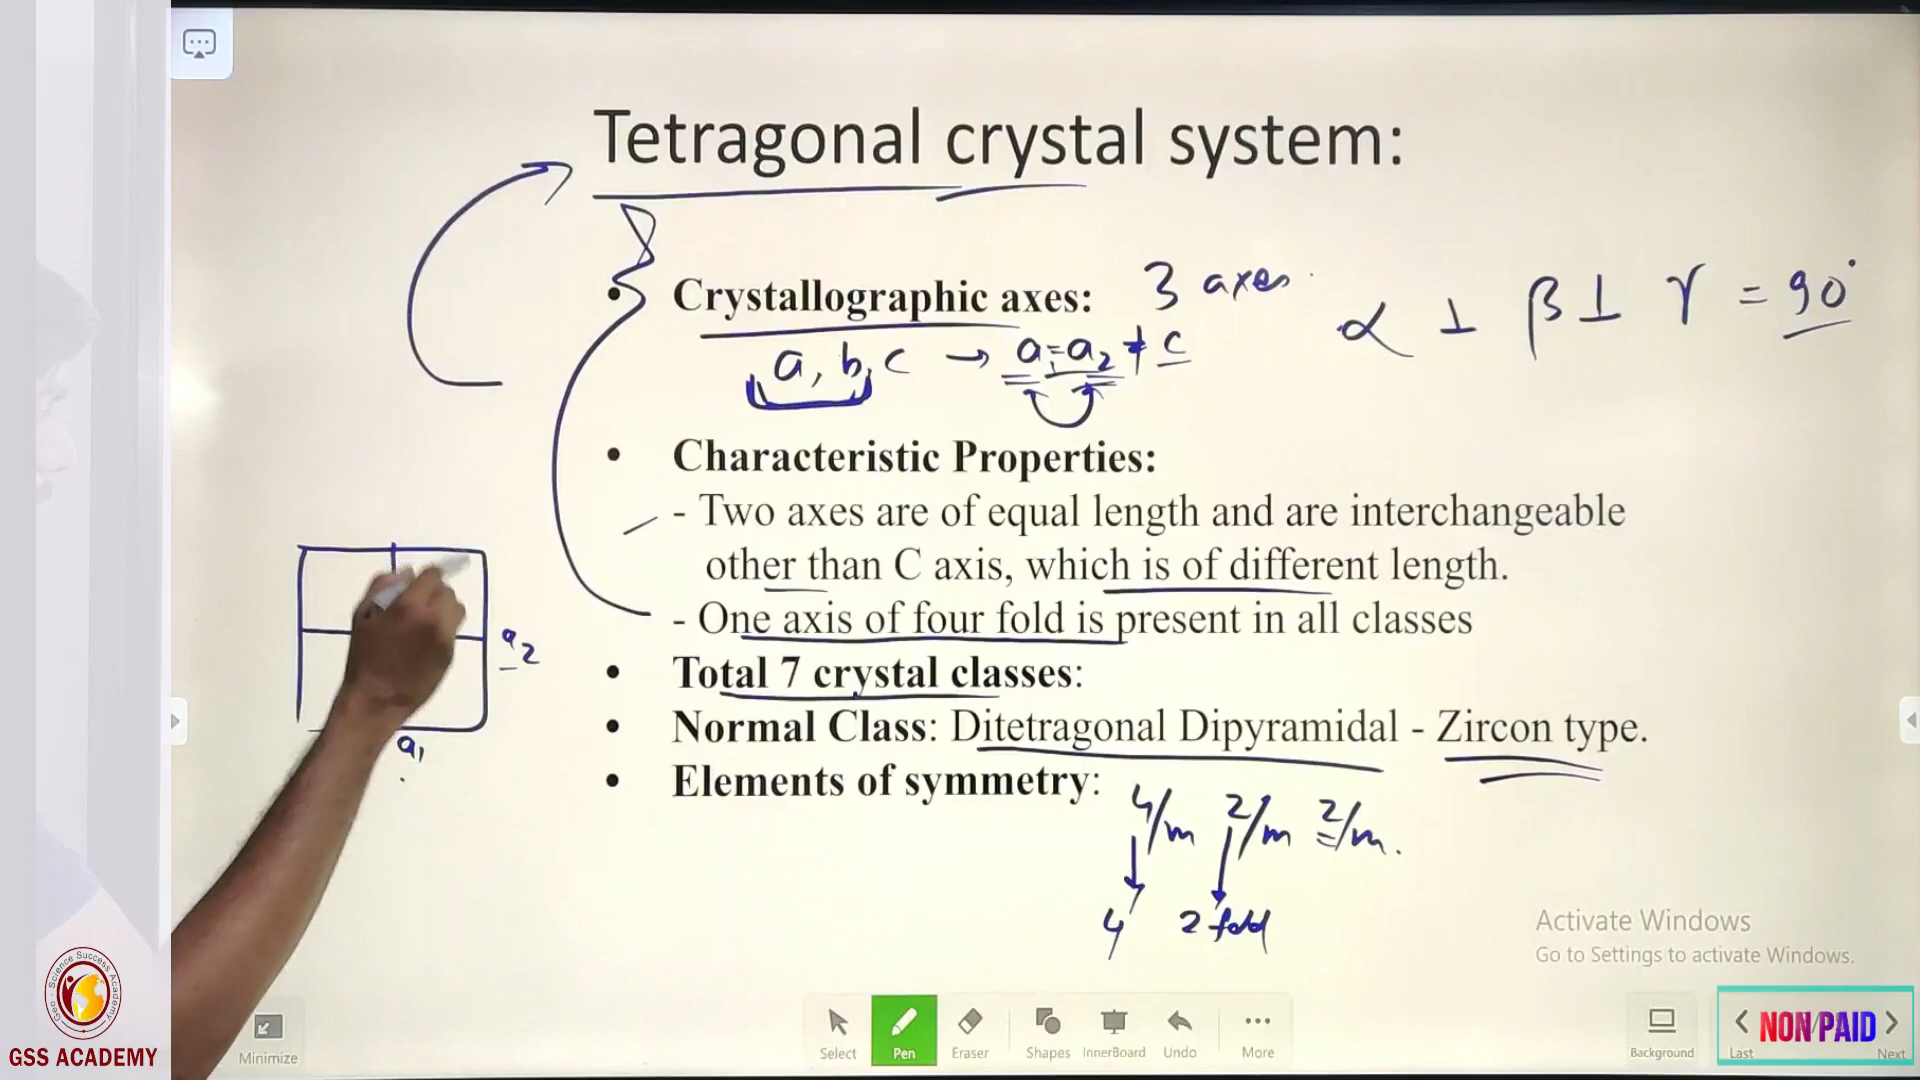 Tetragonal crystal system:
• Crystallographic axes: 3 axes
α ⊥ β ⊥ γ = 90°
a, b, c → a₁=a₂ ≠ c
• Characteristic Properties:
- Two axes are of equal length and are interchangeable
other than C axis, which is of different length.
- One axis of four fold is present in all classes
• Total 7 crystal classes:
• Normal Class: Ditetragonal Dipyramidal - Zircon type.
• Elements of symmetry: 4/m 2/m 2/m.
4 2 fold
a₂
a₁
Activate Windows
Go to Settings to activate Windows.
Geo - Science Success Academy
GSS ACADEMY
Minimize
Select
Pen
Eraser
Shapes
InnerBoard
Undo
More
Background
Last
NON PAID
Next